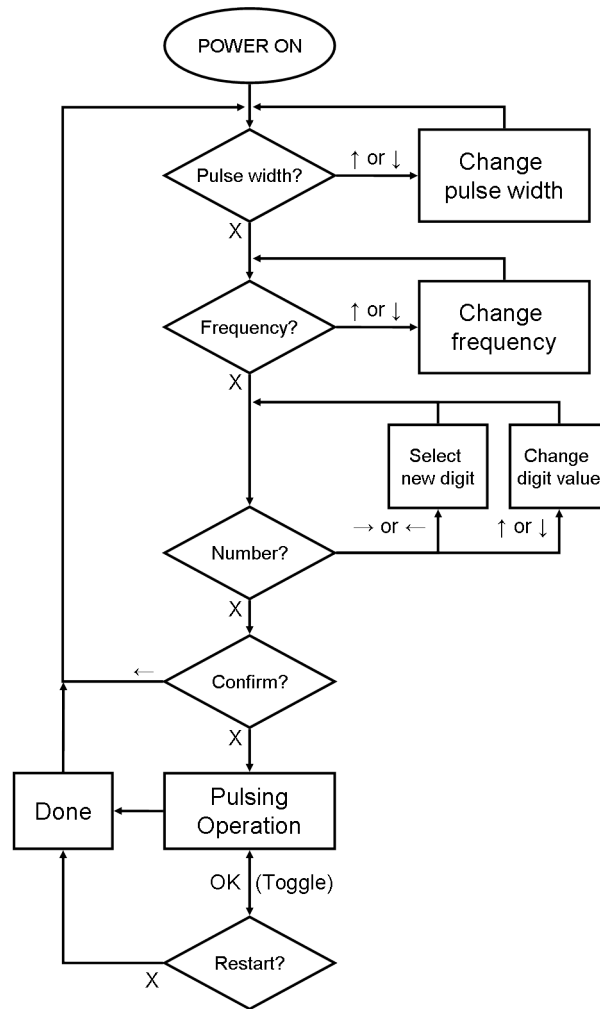 POWER ON
Pulse width?
↑ or ↓
Change
pulse width
X
Frequency?
↑ or ↓
Change
frequency
X
Select
new digit
Change
digit value
→ or ←
↑ or ↓
Number?
X
←
Confirm?
X
Done
Pulsing
Operation
OK (Toggle)
Restart?
X